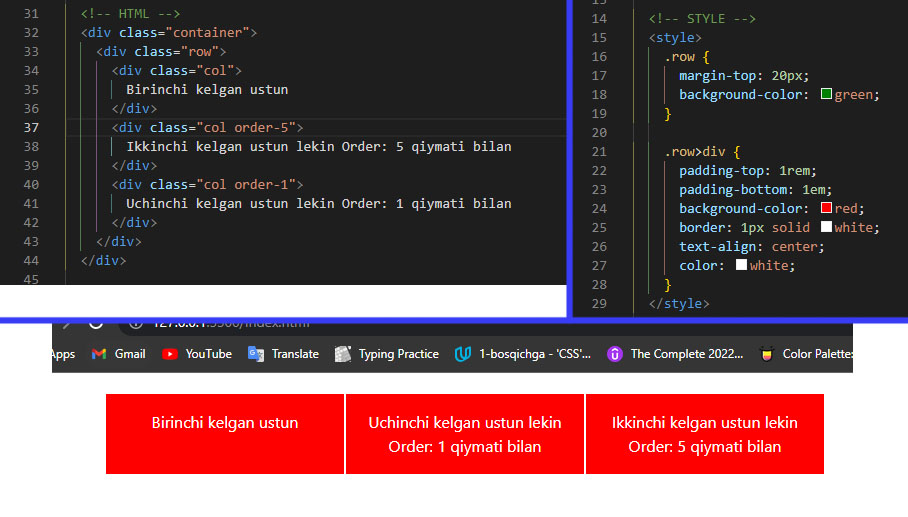 31 <!-- HTML -->
32 <div class="container">
33 <div class="row">
34 <div class="col">
35 Birinchi kelgan ustun
36 </div>
37 <div class="col order-5">
38 Ikkinchi kelgan ustun lekin Order: 5 qiymati bilan
39 </div>
40 <div class="col order-1">
41 Uchinchi kelgan ustun lekin Order: 1 qiymati bilan
42 </div>
43 </div>
44 </div>
45
14 <!-- STYLE -->
15 <style>
16 .row {
17 margin-top: 20px;
18 background-color: green;
19 }
20
21 .row>div {
22 padding-top: 1rem;
23 padding-bottom: 1em;
24 background-color: red;
25 border: 1px solid white;
26 text-align: center;
27 color: white;
28 }
29 </style>
/index.html
Apps Gmail YouTube Translate Typing Practice 1-bosqichga - 'CSS'... The Complete 2022... Color Palette:
Birinchi kelgan ustun
Uchinchi kelgan ustun lekin
Order: 1 qiymati bilan
Ikkinchi kelgan ustun lekin
Order: 5 qiymati bilan